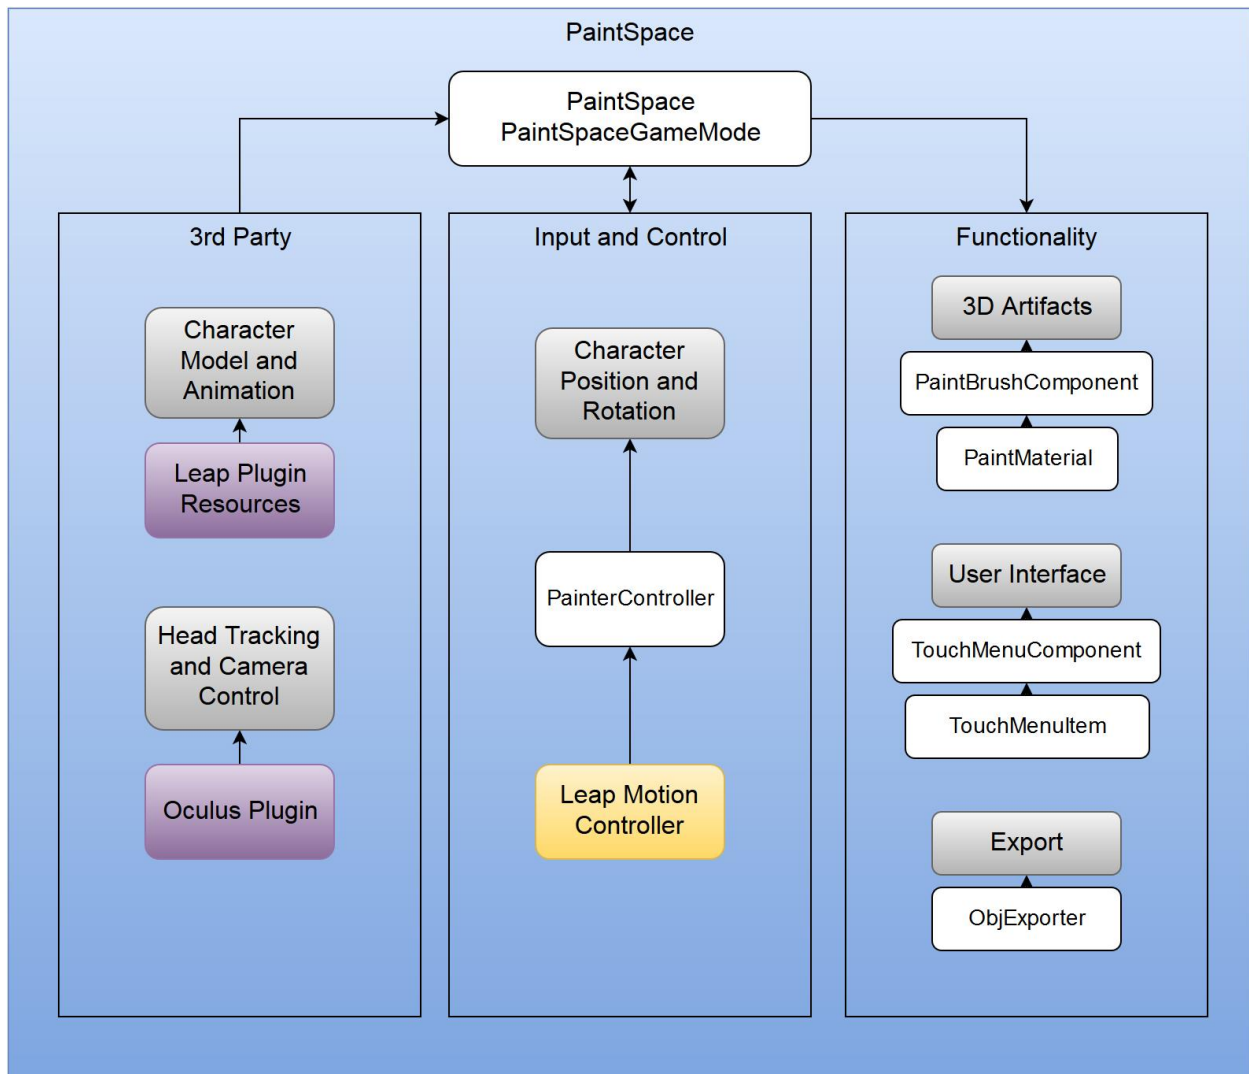 PaintSpace
PaintSpace
PaintSpaceGameMode
3rd Party
Character
Model and
Animation
Leap Plugin
Resources
Head Tracking
and Camera
Control
Oculus Plugin
Input and Control
Character
Position and
Rotation
PainterController
Leap Motion
Controller
Functionality
3D Artifacts
PaintBrushComponent
PaintMaterial
User Interface
TouchMenuComponent
TouchMenuItem
Export
ObjExporter